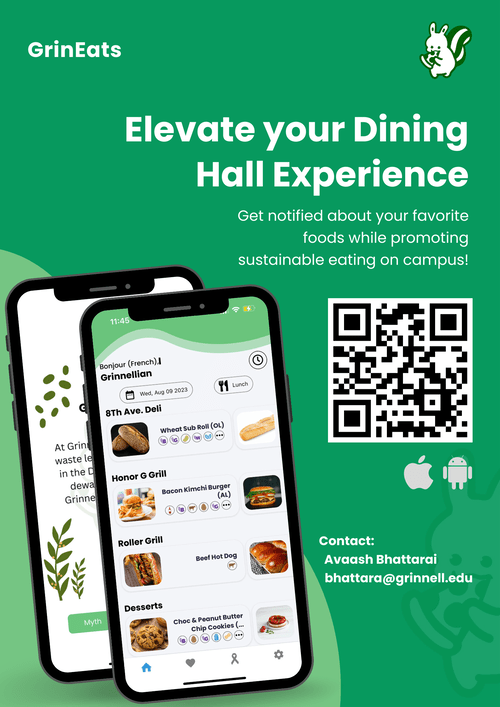 GrinEats
Elevate your Dining
Hall Experience
Get notified about your favorite
foods while promoting
sustainable eating on campus!
11:45
Bonjour (French),
Grinnellian
Wed, Aug 09 2023
Lunch
8Th Ave. Deli
Wheat Sub Roll (OL)
Honor G Grill
Bacon Kimchi Burger
(AL)
Roller Grill
Beef Hot Dog
Desserts
Choc & Peanut Butter
Chip Cookies (...
At Grin
waste le
in the D
dewa
Grinne
Myth
Contact:
Avaash Bhattarai
bhattara@grinnell.edu